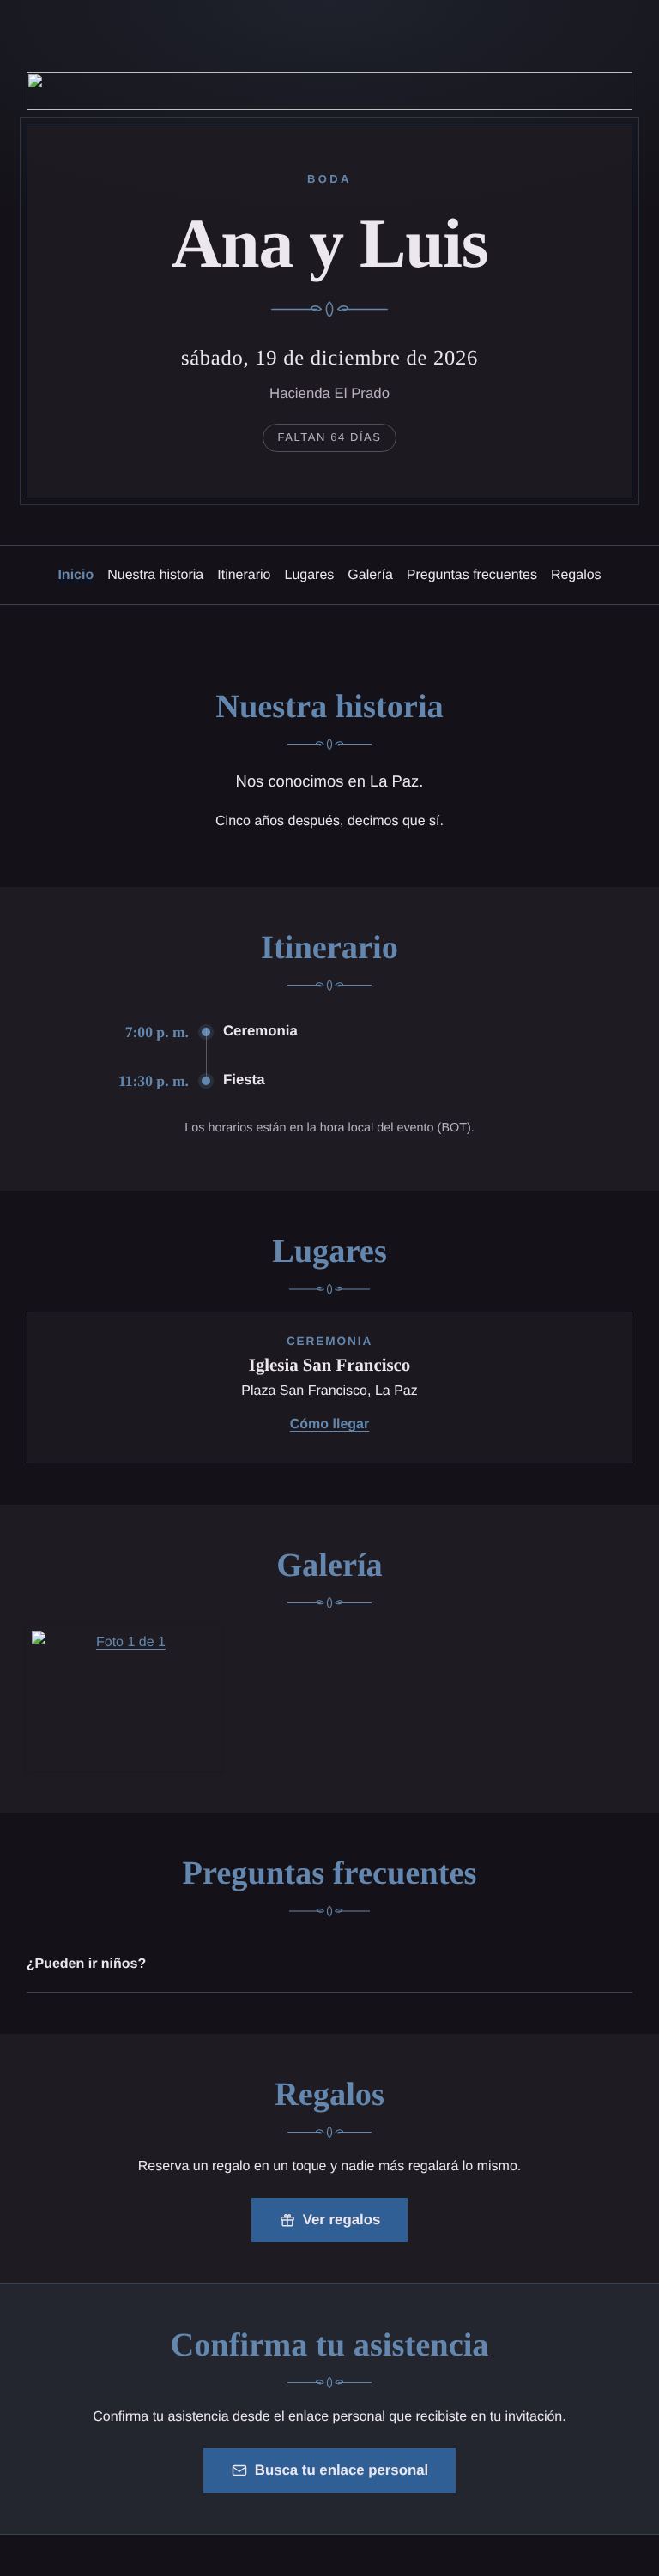 BODA
Ana y Luis
sábado, 19 de diciembre de 2026
Hacienda El Prado
FALTAN 64 DÍAS
Inicio Nuestra historia Itinerario Lugares Galería Preguntas frecuentes Regalos
Nuestra historia
Nos conocimos en La Paz.
Cinco años después, decimos que sí.
Itinerario
7:00 p. m. Ceremonia
11:30 p. m. Fiesta
Los horarios están en la hora local del evento (BOT).
Lugares
CEREMONIA
Iglesia San Francisco
Plaza San Francisco, La Paz
Cómo llegar
Galería
Foto 1 de 1
Preguntas frecuentes
¿Pueden ir niños?
Regalos
Reserva un regalo en un toque y nadie más regalará lo mismo.
Ver regalos
Confirma tu asistencia
Confirma tu asistencia desde el enlace personal que recibiste en tu invitación.
Busca tu enlace personal